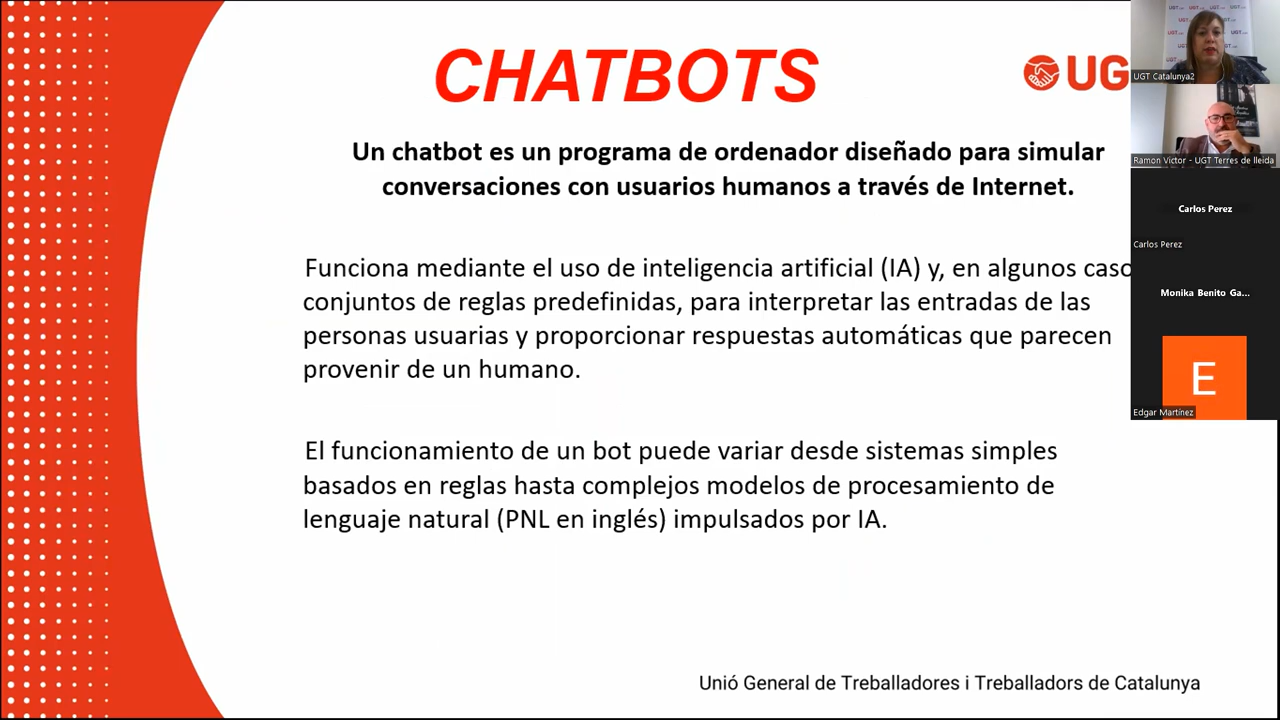 CHATBOTS
UG
Un chatbot es un programa de ordenador diseñado para simular
conversaciones con usuarios humanos a través de Internet.
Funciona mediante el uso de inteligencia artificial (IA) y, en algunos caso
conjuntos de reglas predefinidas, para interpretar las entradas de las
personas usuarias y proporcionar respuestas automáticas que parecen
provenir de un humano.
El funcionamiento de un bot puede variar desde sistemas simples
basados en reglas hasta complejos modelos de procesamiento de
lenguaje natural (PNL en inglés) impulsados por IA.
Unió General de Treballadores i Treballadors de Catalunya
UGT Catalunya2
Ramon Víctor - UGT Terres de lleida
Carlos Perez
Carlos Perez
Monika Benito Ga...
E
Edgar Martínez